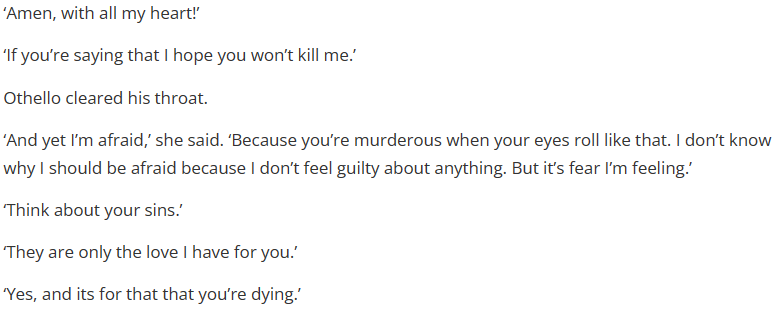 ‘Amen, with all my heart!’
‘If you’re saying that I hope you won’t kill me.’
Othello cleared his throat.
‘And yet I’m afraid,’ she said. ‘Because you’re murderous when your eyes roll like that. I don’t know
why I should be afraid because I don’t feel guilty about anything. But it’s fear I’m feeling.’
‘Think about your sins.’
‘They are only the love I have for you.’
‘Yes, and its for that that you’re dying.’